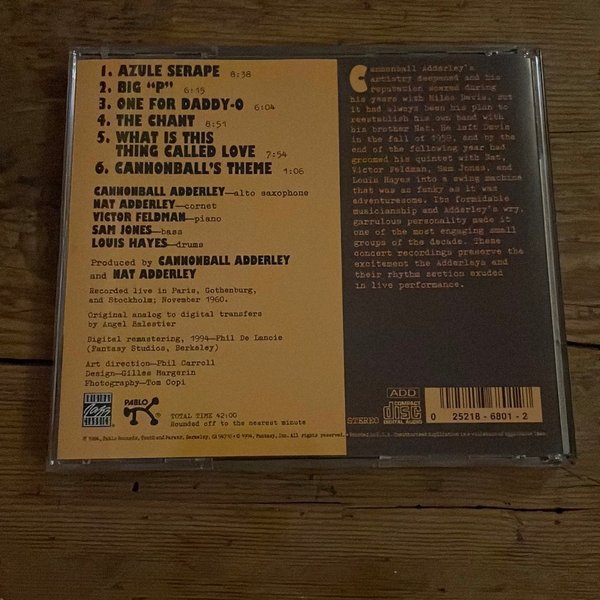 1. AZULE SERAPE 8:38
2. BIG "P" 6:15
3. ONE FOR DADDY-O 6:04
4. THE CHANT 8:51
5. WHAT IS THIS
THING CALLED LOVE 7:54
6. CANNONBALL'S THEME 1:06
CANNONBALL ADDERLEY—alto saxophone
NAT ADDERLEY—cornet
VICTOR FELDMAN—piano
SAM JONES—bass
LOUIS HAYES—drums
Produced by CANNONBALL ADDERLEY
and NAT ADDERLEY
Recorded live in Paris, Gothenburg,
and Stockholm; November 1960.
Original analog to digital transfers
by Angel Balestier
Digital remastering, 1994—Phil De Lancie
(Fantasy Studios, Berkeley)
Art direction—Phil Carroll
Design—Gilles Margerin
Photography—Tom Copi
ORIGINAL
Jazz
CLASSICS
PABLO
TOTAL TIME 42:00
Rounded off to the nearest minute
Cannonball Adderley's
artistry deepened and his
reputation soared during
his years with Miles Davis. But
it had always been his plan to
reestablish his own band with
his brother Nat. He left Davis
in the fall of 1959, and by the
end of the following year had
groomed his quintet with Nat,
Victor Feldman, Sam Jones, and
Louis Hayes into a swing machine
that was as funky as it was
adventuresome. Its formidable
musicianship and Adderley's wry,
garrulous personality made it
one of the most engaging small
groups of the decade. These
concert recordings preserve the
excitement the Adderleys and
their rhythm section exuded
in live performance.
STEREO
ADD
COMPACT
disc
DIGITAL AUDIO
0 25218-6801-2